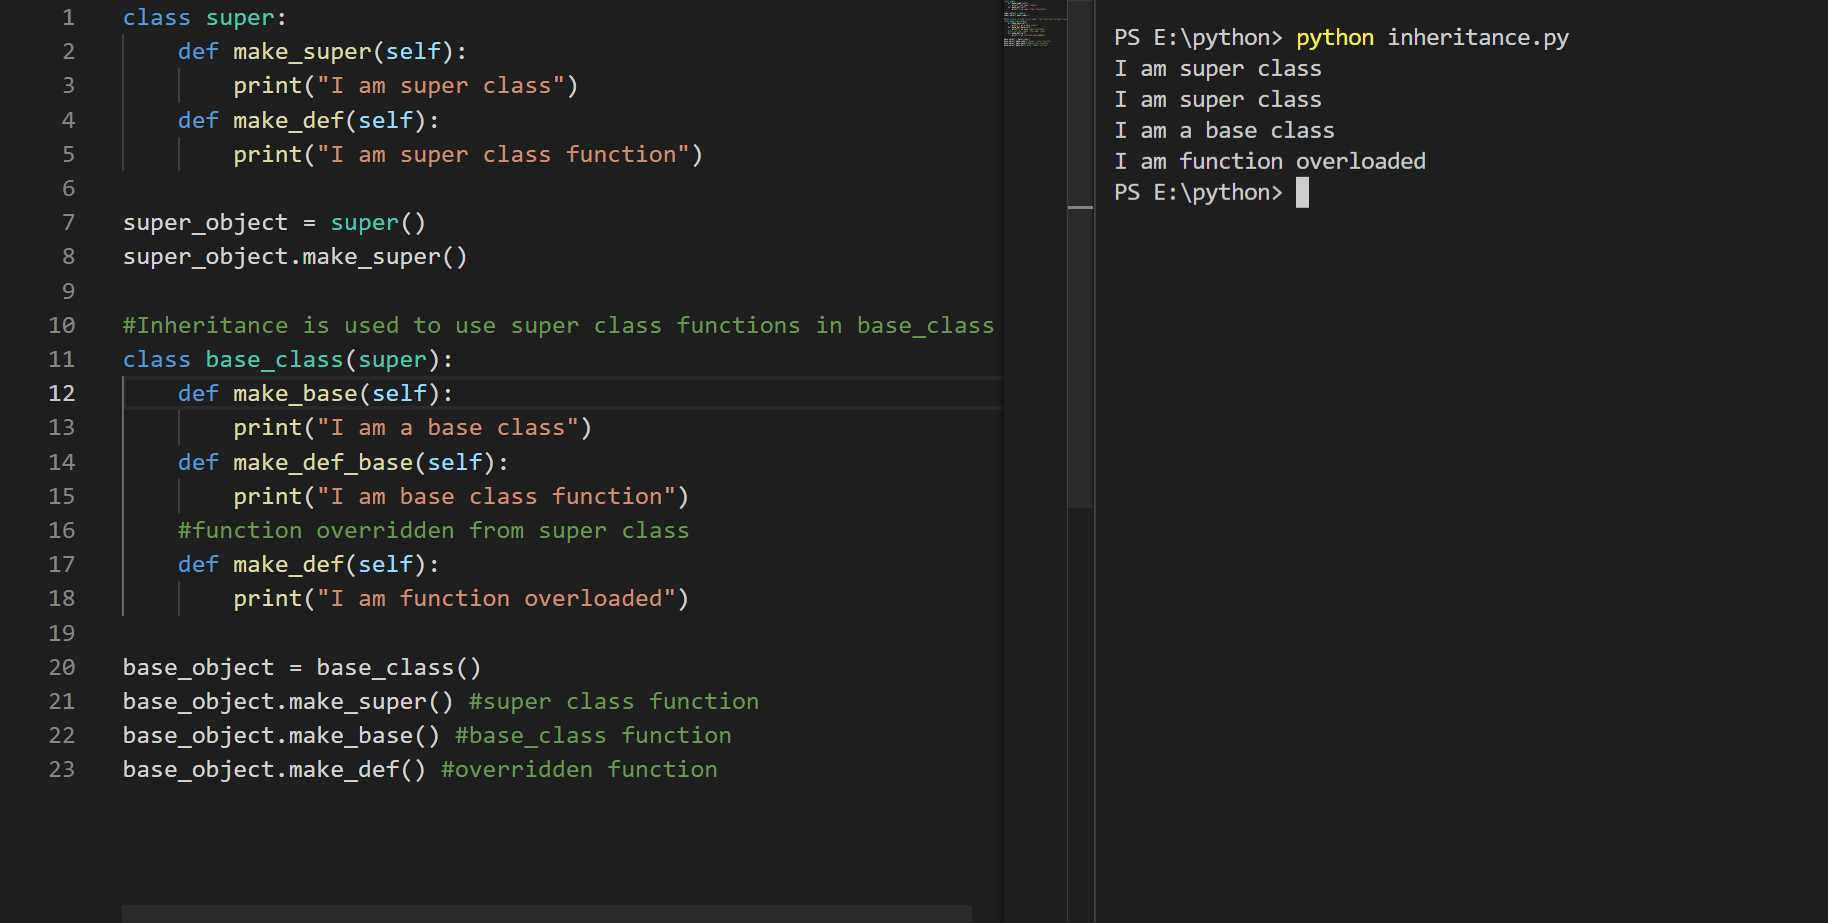 1 class super:
2     def make_super(self):
3         print("I am super class")
4     def make_def(self):
5         print("I am super class function")
6
7 super_object = super()
8 super_object.make_super()
9
10 #Inheritance is used to use super class functions in base_class
11 class base_class(super):
12     def make_base(self):
13         print("I am a base class")
14     def make_def_base(self):
15         print("I am base class function")
16     #function overridden from super class
17     def make_def(self):
18         print("I am function overloaded")
19
20 base_object = base_class()
21 base_object.make_super() #super class function
22 base_object.make_base() #base_class function
23 base_object.make_def() #overridden function
PS E:\python> python inheritance.py
I am super class
I am super class
I am a base class
I am function overloaded
PS E:\python>